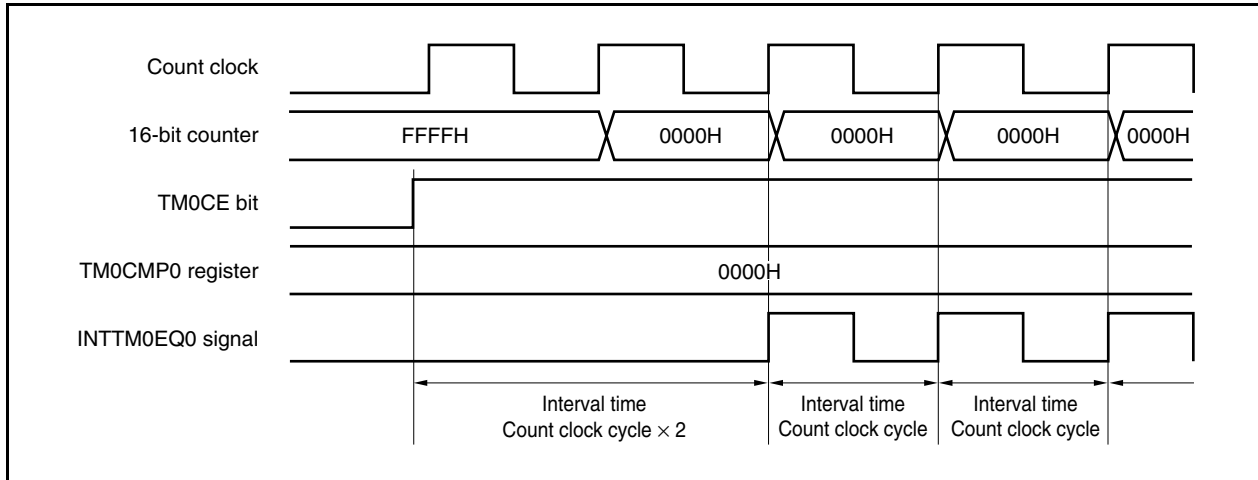 Count clock
16-bit counter
FFFFH
0000H
0000H
0000H
0000H
TM0CE bit
TM0CMP0 register
0000H
INTTM0EQ0 signal
Interval time
Count clock cycle × 2
Interval time
Count clock cycle
Interval time
Count clock cycle